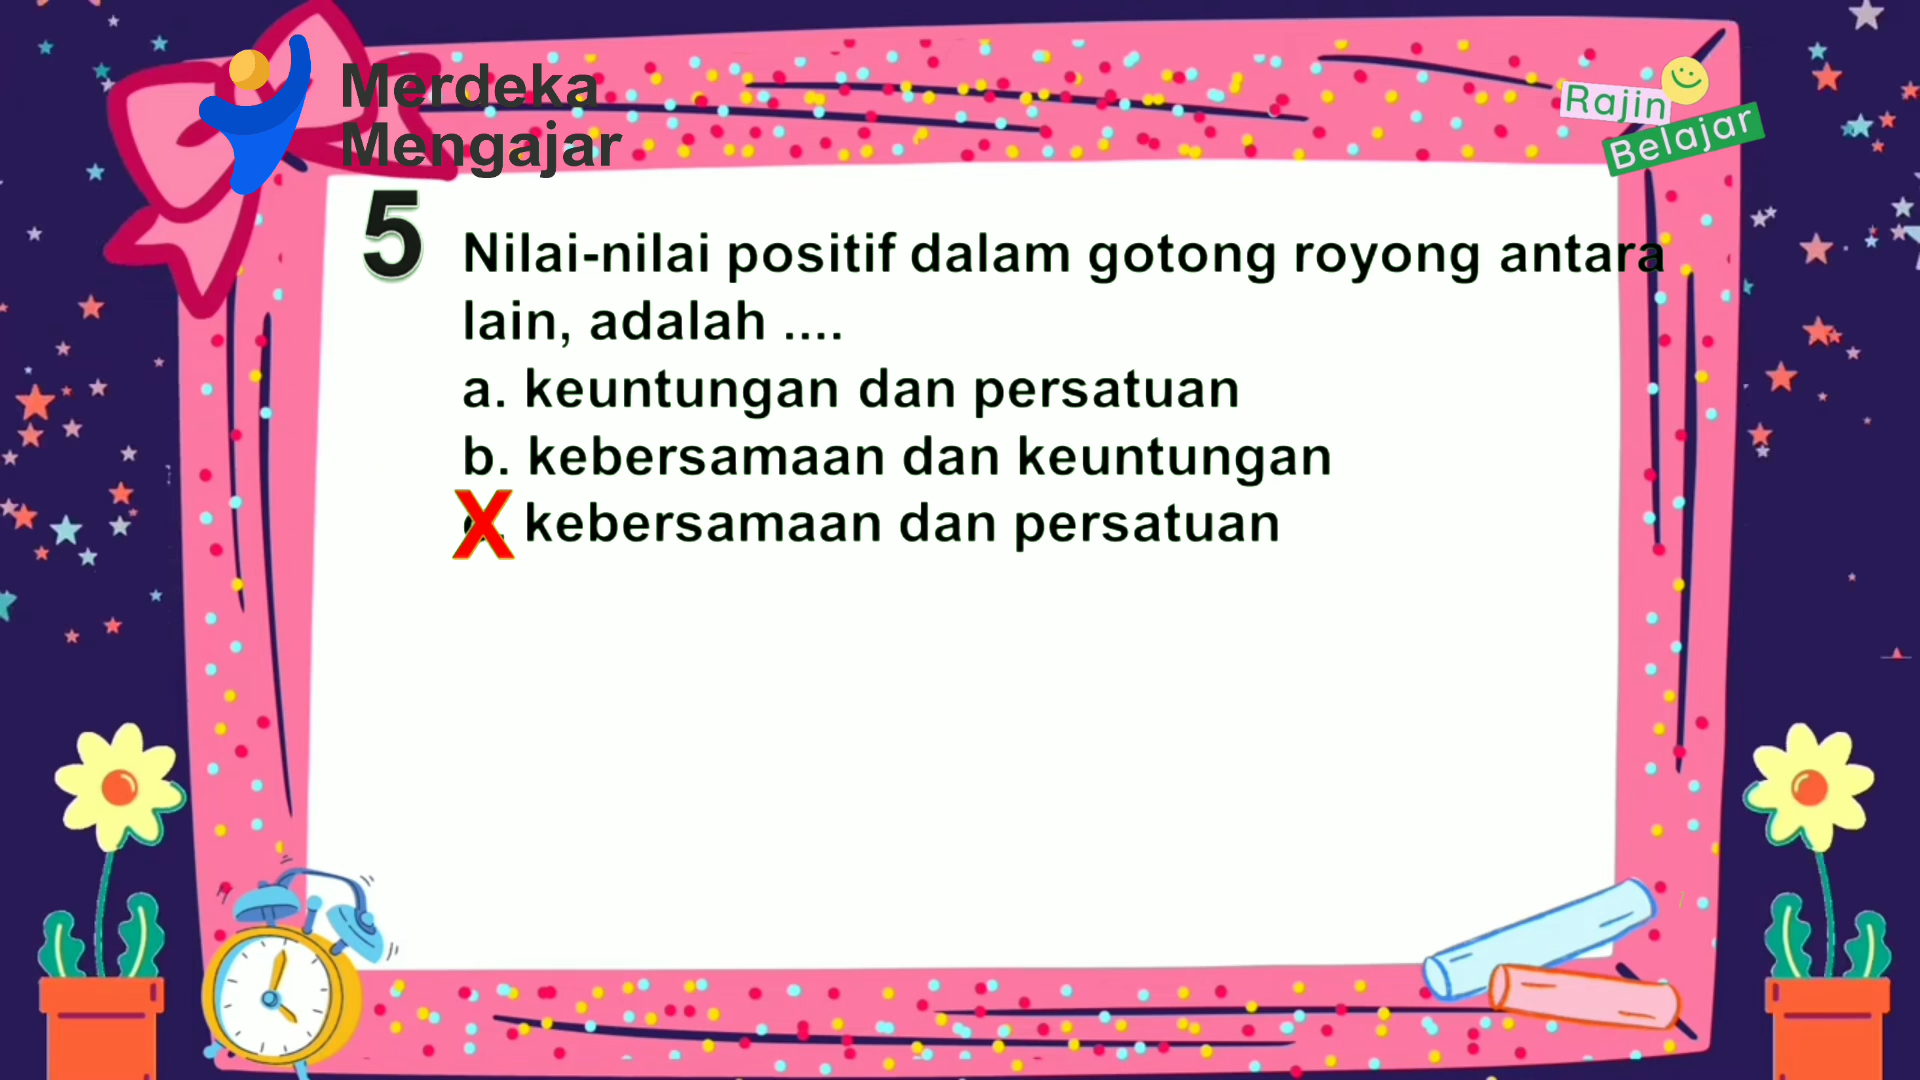 Merdeka
Mengajar
Rajin
Belajar
5
Nilai-nilai positif dalam gotong royong antara
lain, adalah ....
a. keuntungan dan persatuan
b. kebersamaan dan keuntungan
X kebersamaan dan persatuan